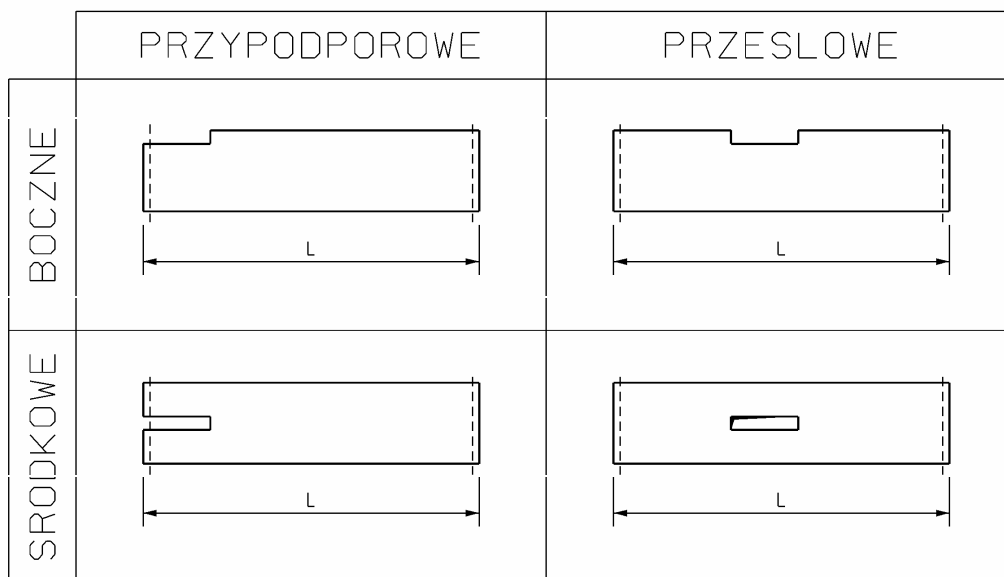 PRZYPODPOROWE
PRZESLOWE
BOCZNE
L
L
SRODKOWE
L
L